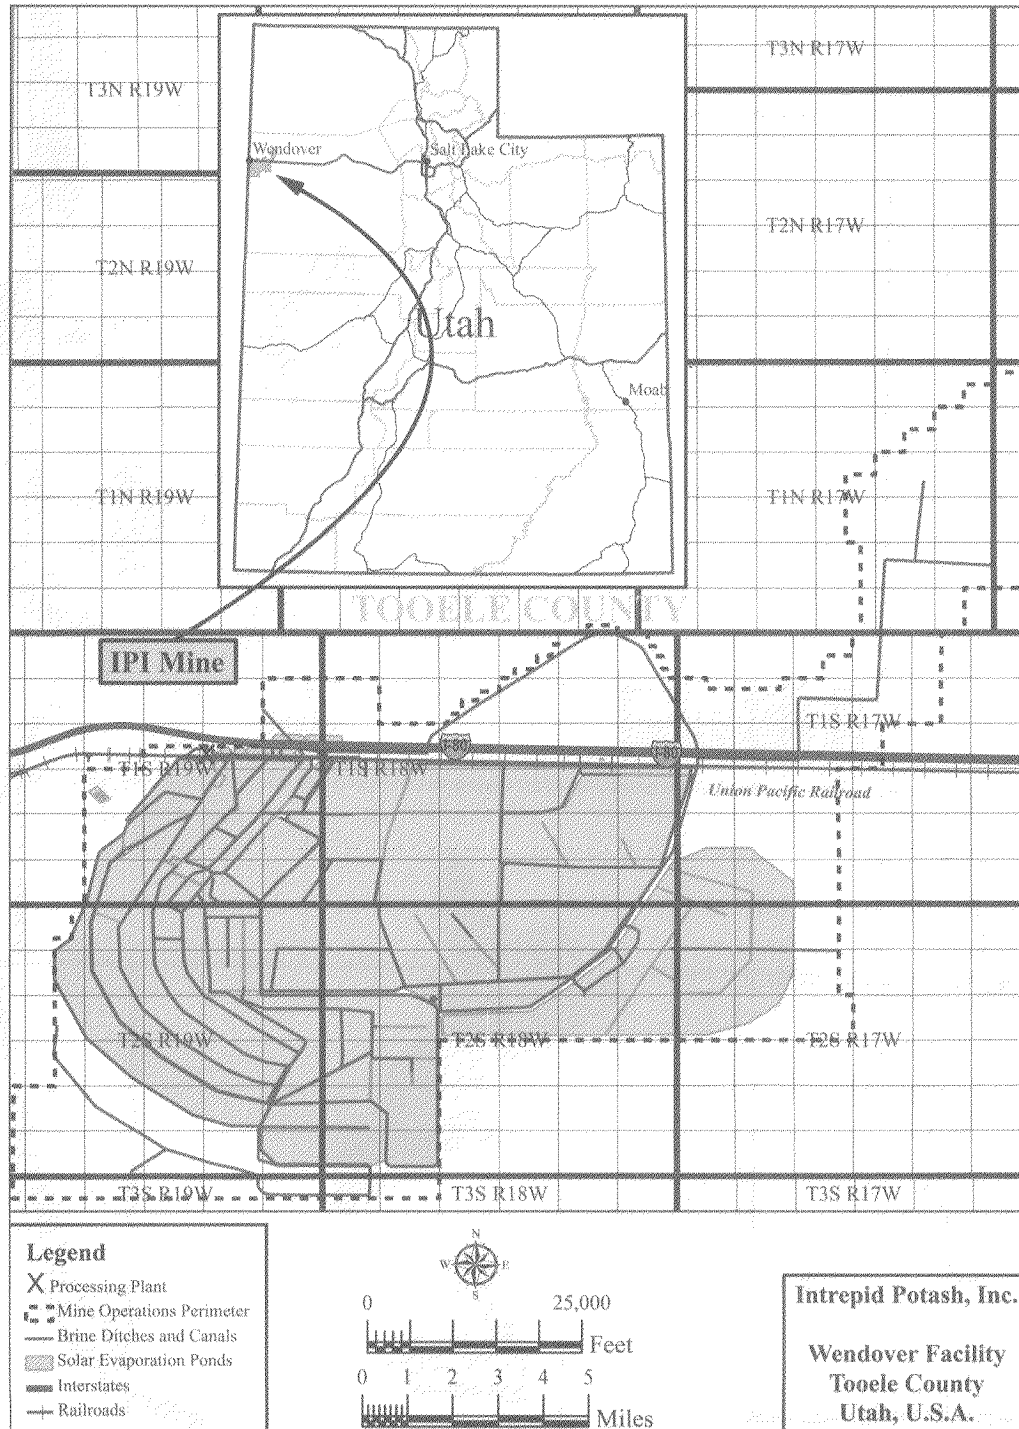 T3N R19W
T3N R17W
Wendover
Salt Lake City
T2N R19W
T2N R17W
Utah
Moab
T1N R19W
T1N R17W
TOOELE COUNTY
IPI Mine
T1S R17W
I-80
I-80
T1S R19W
T1S R18W
Union Pacific Railroad
T2S R19W
T2S R18W
T2S R17W
T3S R19W
T3S R18W
T3S R17W
Legend
X Processing Plant
Mine Operations Perimeter
Brine Ditches and Canals
Solar Evaporation Ponds
Interstates
Railroads
N
W E
S
0 25,000
Feet
0 1 2 3 4 5
Miles
Intrepid Potash, Inc.
Wendover Facility
Tooele County
Utah, U.S.A.